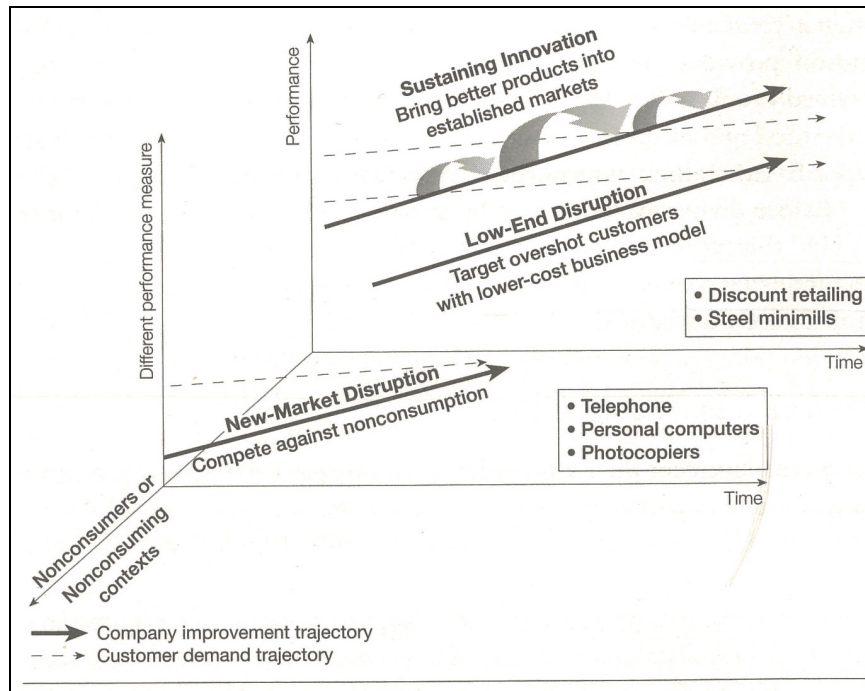 Sustaining Innovation
Bring better products into
established markets
Performance
Different performance measure
Low-End Disruption
Target overshot customers
with lower-cost business model
• Discount retailing
• Steel minimills
Time
New-Market Disruption
Compete against nonconsumption
• Telephone
• Personal computers
• Photocopiers
Time
Nonconsumers or
Nonconsuming
contexts
Company improvement trajectory
Customer demand trajectory